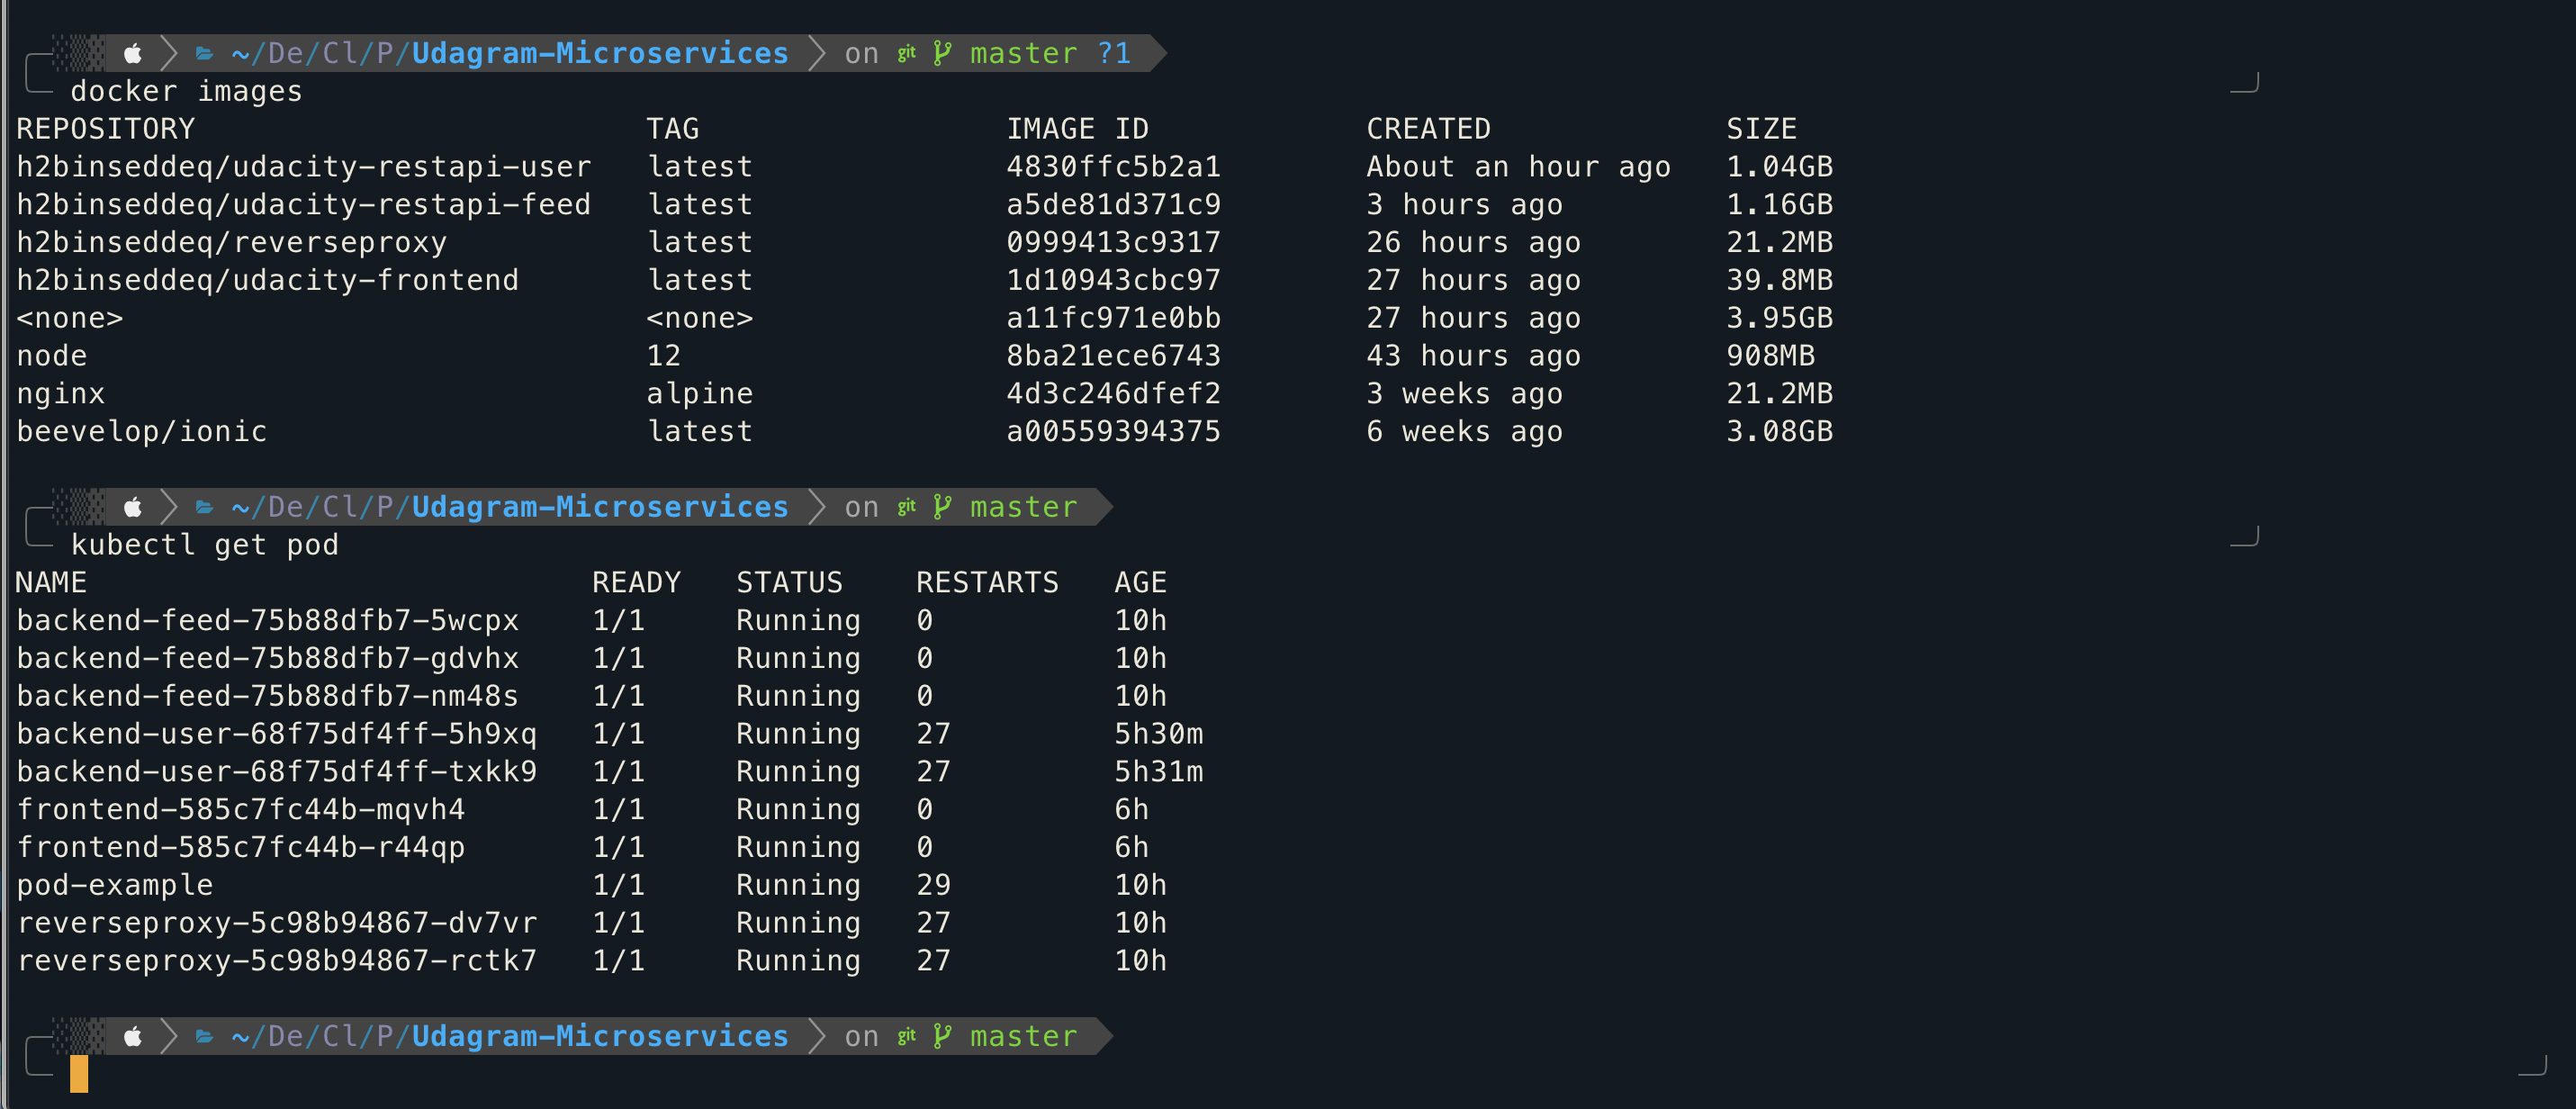 ~/De/Cl/P/Udagram-Microservices on git master ?1
docker images
REPOSITORY TAG IMAGE ID CREATED SIZE
h2binseddeq/udacity-restapi-user latest 4830ffc5b2a1 About an hour ago 1.04GB
h2binseddeq/udacity-restapi-feed latest a5de81d371c9 3 hours ago 1.16GB
h2binseddeq/reverseproxy latest 0999413c9317 26 hours ago 21.2MB
h2binseddeq/udacity-frontend latest 1d10943cbc97 27 hours ago 39.8MB
<none> <none> a11fc971e0bb 27 hours ago 3.95GB
node 12 8ba21ece6743 43 hours ago 908MB
nginx alpine 4d3c246dfef2 3 weeks ago 21.2MB
beevelop/ionic latest a00559394375 6 weeks ago 3.08GB
~/De/Cl/P/Udagram-Microservices on git master
kubectl get pod
NAME READY STATUS RESTARTS AGE
backend-feed-75b88dfb7-5wcpx 1/1 Running 0 10h
backend-feed-75b88dfb7-gdvhx 1/1 Running 0 10h
backend-feed-75b88dfb7-nm48s 1/1 Running 0 10h
backend-user-68f75df4ff-5h9xq 1/1 Running 27 5h30m
backend-user-68f75df4ff-txkk9 1/1 Running 27 5h31m
frontend-585c7fc44b-mqvh4 1/1 Running 0 6h
frontend-585c7fc44b-r44qp 1/1 Running 0 6h
pod-example 1/1 Running 29 10h
reverseproxy-5c98b94867-dv7vr 1/1 Running 27 10h
reverseproxy-5c98b94867-rctk7 1/1 Running 27 10h
~/De/Cl/P/Udagram-Microservices on git master